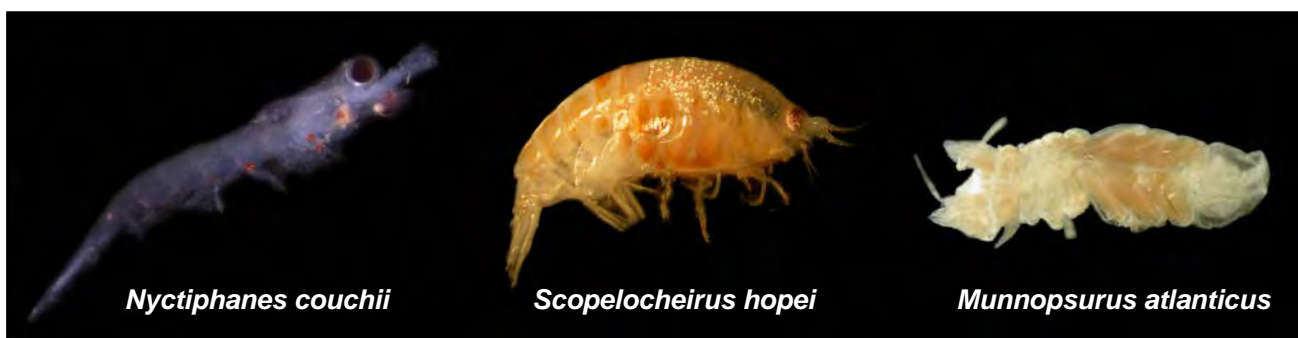 Nyctiphanes couchii
Scopelocheirus hopei
Munnopsurus atlanticus